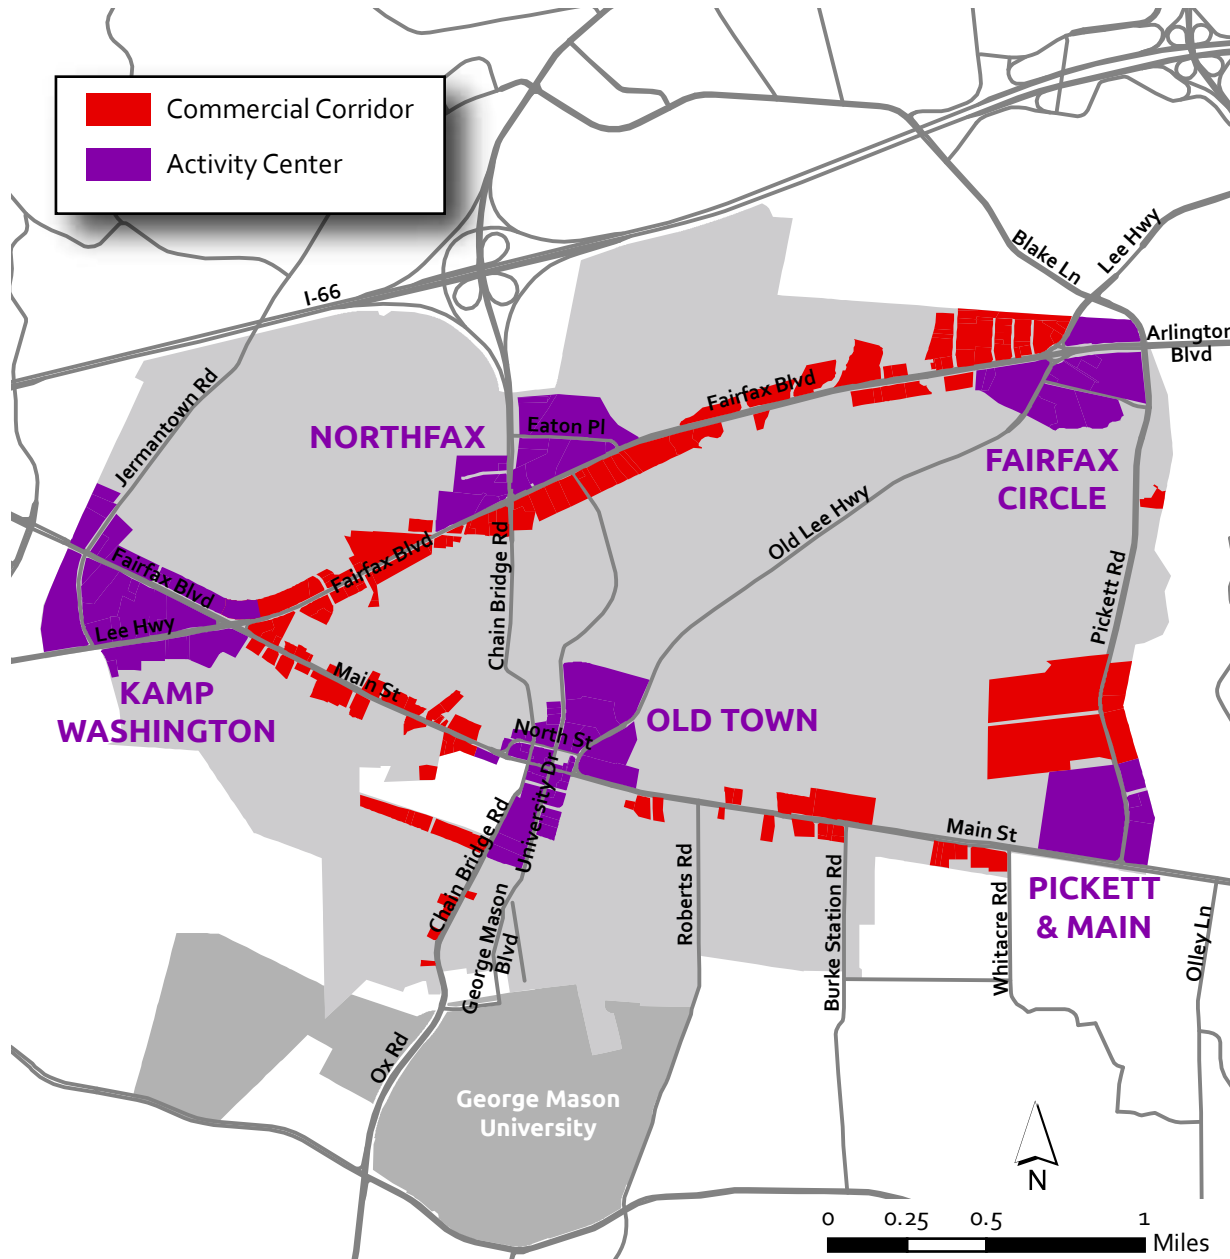 Commercial Corridor
Activity Center
I-66
Blake Ln
Lee Hwy
Arlington
Blvd
Jermantown Rd
NORTHFAX
Eaton Pl
Fairfax Blvd
FAIRFAX
CIRCLE
Old Lee Hwy
Chain Bridge Rd
Fairfax Blvd
Fairfax Blvd
Lee Hwy
Pickett Rd
KAMP
WASHINGTON
Main St
North St
OLD TOWN
University Dr
Chain Bridge Rd
Main St
George Mason
Blvd
Roberts Rd
Burke Station Rd
Whitacre Rd
PICKETT
& MAIN
Olley Ln
Ox Rd
George Mason
University
N
0 0.25 0.5 1
Miles